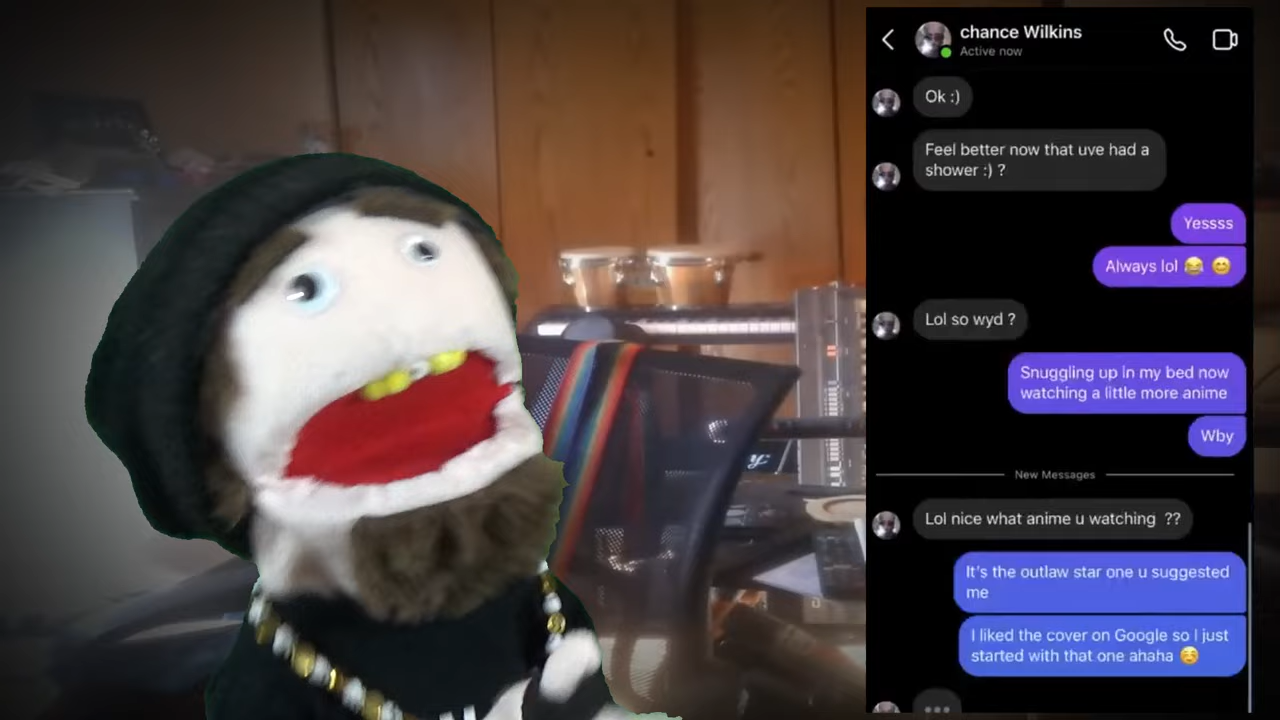 chance Wilkins
Active now
Ok :)
Feel better now that uve had a
shower :) ?
Yessss
Always lol 😂 😊
Lol so wyd ?
Snuggling up in my bed now
watching a little more anime
Wby
New Messages
Lol nice what anime u watching ??
It's the outlaw star one u suggested
me
I liked the cover on Google so I just
started with that one ahaha ☺️